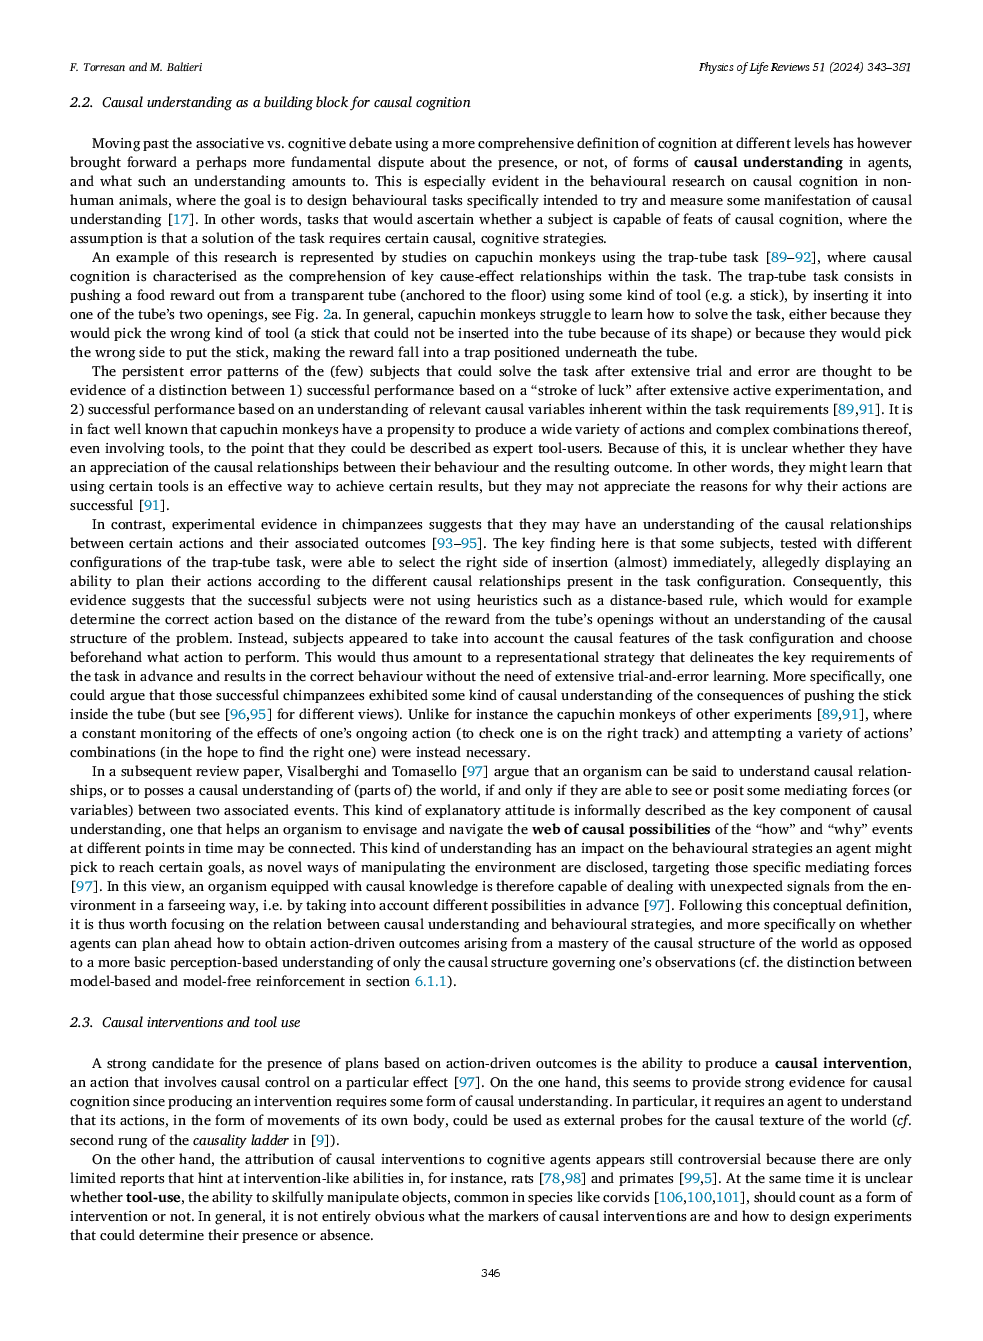 F. Torresan and M. Baltieri
Physics of Life Reviews 51 (2024) 343–381
2.2. Causal understanding as a building block for causal cognition
Moving past the associative vs. cognitive debate using a more comprehensive definition of cognition at different levels has however
brought forward a perhaps more fundamental dispute about the presence, or not, of forms of causal understanding in agents,
and what such an understanding amounts to. This is especially evident in the behavioural research on causal cognition in non-
human animals, where the goal is to design behavioural tasks specifically intended to try and measure some manifestation of causal
understanding [17]. In other words, tasks that would ascertain whether a subject is capable of feats of causal cognition, where the
assumption is that a solution of the task requires certain causal, cognitive strategies.
An example of this research is represented by studies on capuchin monkeys using the trap-tube task [89–92], where causal
cognition is characterised as the comprehension of key cause-effect relationships within the task. The trap-tube task consists in
pushing a food reward out from a transparent tube (anchored to the floor) using some kind of tool (e.g. a stick), by inserting it into
one of the tube's two openings, see Fig. 2a. In general, capuchin monkeys struggle to learn how to solve the task, either because they
would pick the wrong kind of tool (a stick that could not be inserted into the tube because of its shape) or because they would pick
the wrong side to put the stick, making the reward fall into a trap positioned underneath the tube.
The persistent error patterns of the (few) subjects that could solve the task after extensive trial and error are thought to be
evidence of a distinction between 1) successful performance based on a “stroke of luck” after extensive active experimentation, and
2) successful performance based on an understanding of relevant causal variables inherent within the task requirements [89,91]. It is
in fact well known that capuchin monkeys have a propensity to produce a wide variety of actions and complex combinations thereof,
even involving tools, to the point that they could be described as expert tool-users. Because of this, it is unclear whether they have
an appreciation of the causal relationships between their behaviour and the resulting outcome. In other words, they might learn that
using certain tools is an effective way to achieve certain results, but they may not appreciate the reasons for why their actions are
successful [91].
In contrast, experimental evidence in chimpanzees suggests that they may have an understanding of the causal relationships
between certain actions and their associated outcomes [93–95]. The key finding here is that some subjects, tested with different
configurations of the trap-tube task, were able to select the right side of insertion (almost) immediately, allegedly displaying an
ability to plan their actions according to the different causal relationships present in the task configuration. Consequently, this
evidence suggests that the successful subjects were not using heuristics such as a distance-based rule, which would for example
determine the correct action based on the distance of the reward from the tube's openings without an understanding of the causal
structure of the problem. Instead, subjects appeared to take into account the causal features of the task configuration and choose
beforehand what action to perform. This would thus amount to a representational strategy that delineates the key requirements of
the task in advance and results in the correct behaviour without the need of extensive trial-and-error learning. More specifically, one
could argue that those successful chimpanzees exhibited some kind of causal understanding of the consequences of pushing the stick
inside the tube (but see [96,95] for different views). Unlike for instance the capuchin monkeys of other experiments [89,91], where
a constant monitoring of the effects of one's ongoing action (to check one is on the right track) and attempting a variety of actions'
combinations (in the hope to find the right one) were instead necessary.
In a subsequent review paper, Visalberghi and Tomasello [97] argue that an organism can be said to understand causal relation-
ships, or to posses a causal understanding of (parts of) the world, if and only if they are able to see or posit some mediating forces (or
variables) between two associated events. This kind of explanatory attitude is informally described as the key component of causal
understanding, one that helps an organism to envisage and navigate the web of causal possibilities of the “how” and “why” events
at different points in time may be connected. This kind of understanding has an impact on the behavioural strategies an agent might
pick to reach certain goals, as novel ways of manipulating the environment are disclosed, targeting those specific mediating forces
[97]. In this view, an organism equipped with causal knowledge is therefore capable of dealing with unexpected signals from the en-
vironment in a farseeing way, i.e. by taking into account different possibilities in advance [97]. Following this conceptual definition,
it is thus worth focusing on the relation between causal understanding and behavioural strategies, and more specifically on whether
agents can plan ahead how to obtain action-driven outcomes arising from a mastery of the causal structure of the world as opposed
to a more basic perception-based understanding of only the causal structure governing one's observations (cf. the distinction between
model-based and model-free reinforcement in section 6.1.1).
2.3. Causal interventions and tool use
A strong candidate for the presence of plans based on action-driven outcomes is the ability to produce a causal intervention,
an action that involves causal control on a particular effect [97]. On the one hand, this seems to provide strong evidence for causal
cognition since producing an intervention requires some form of causal understanding. In particular, it requires an agent to understand
that its actions, in the form of movements of its own body, could be used as external probes for the causal texture of the world (cf.
second rung of the causality ladder in [9]).
On the other hand, the attribution of causal interventions to cognitive agents appears still controversial because there are only
limited reports that hint at intervention-like abilities in, for instance, rats [78,98] and primates [99,5]. At the same time it is unclear
whether tool-use, the ability to skilfully manipulate objects, common in species like corvids [106,100,101], should count as a form of
intervention or not. In general, it is not entirely obvious what the markers of causal interventions are and how to design experiments
that could determine their presence or absence.
346